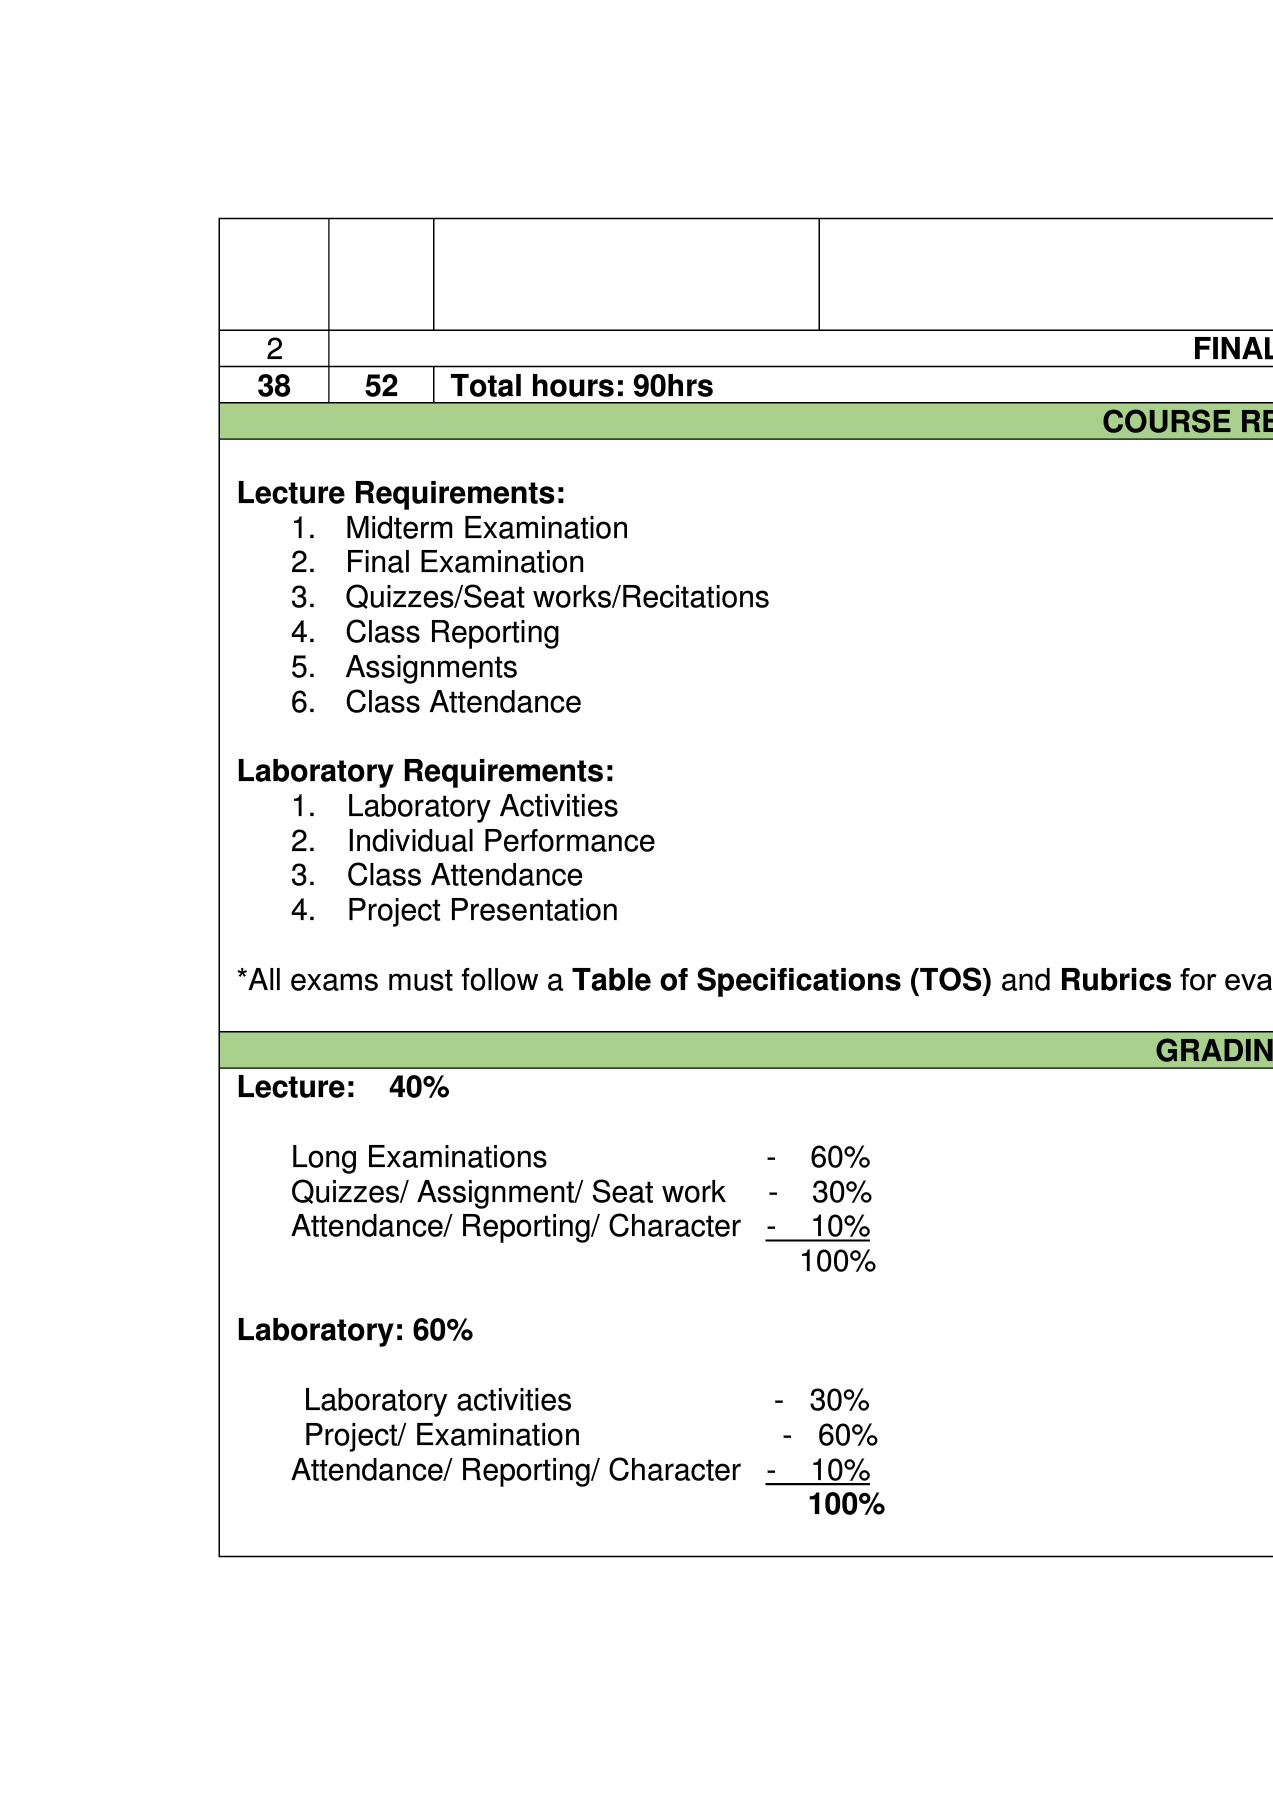 2 FINAL
38 52 Total hours: 90hrs
COURSE RE
Lecture Requirements:
1. Midterm Examination
2. Final Examination
3. Quizzes/Seat works/Recitations
4. Class Reporting
5. Assignments
6. Class Attendance
Laboratory Requirements:
1. Laboratory Activities
2. Individual Performance
3. Class Attendance
4. Project Presentation
*All exams must follow a Table of Specifications (TOS) and Rubrics for eva
GRADIN
Lecture: 40%
Long Examinations - 60%
Quizzes/ Assignment/ Seat work - 30%
Attendance/ Reporting/ Character - 10%
100%
Laboratory: 60%
Laboratory activities - 30%
Project/ Examination - 60%
Attendance/ Reporting/ Character - 10%
100%